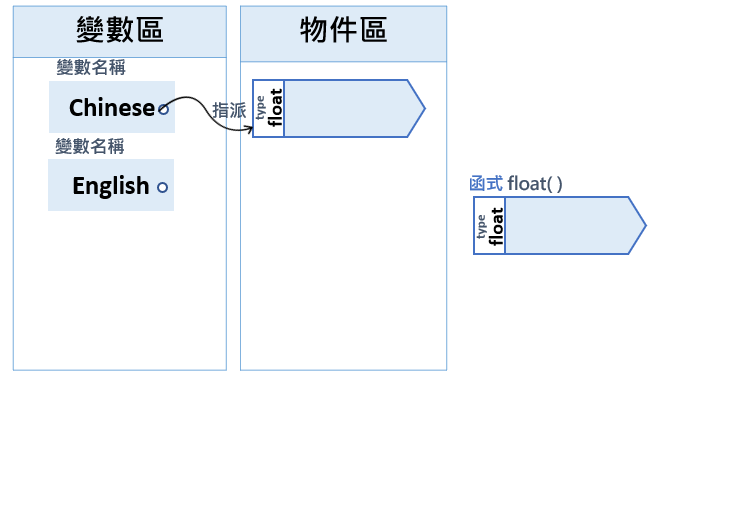 變數區
物件區
變數名稱
Chinese
指派
type
float
變數名稱
English
函式 float( )
type
float